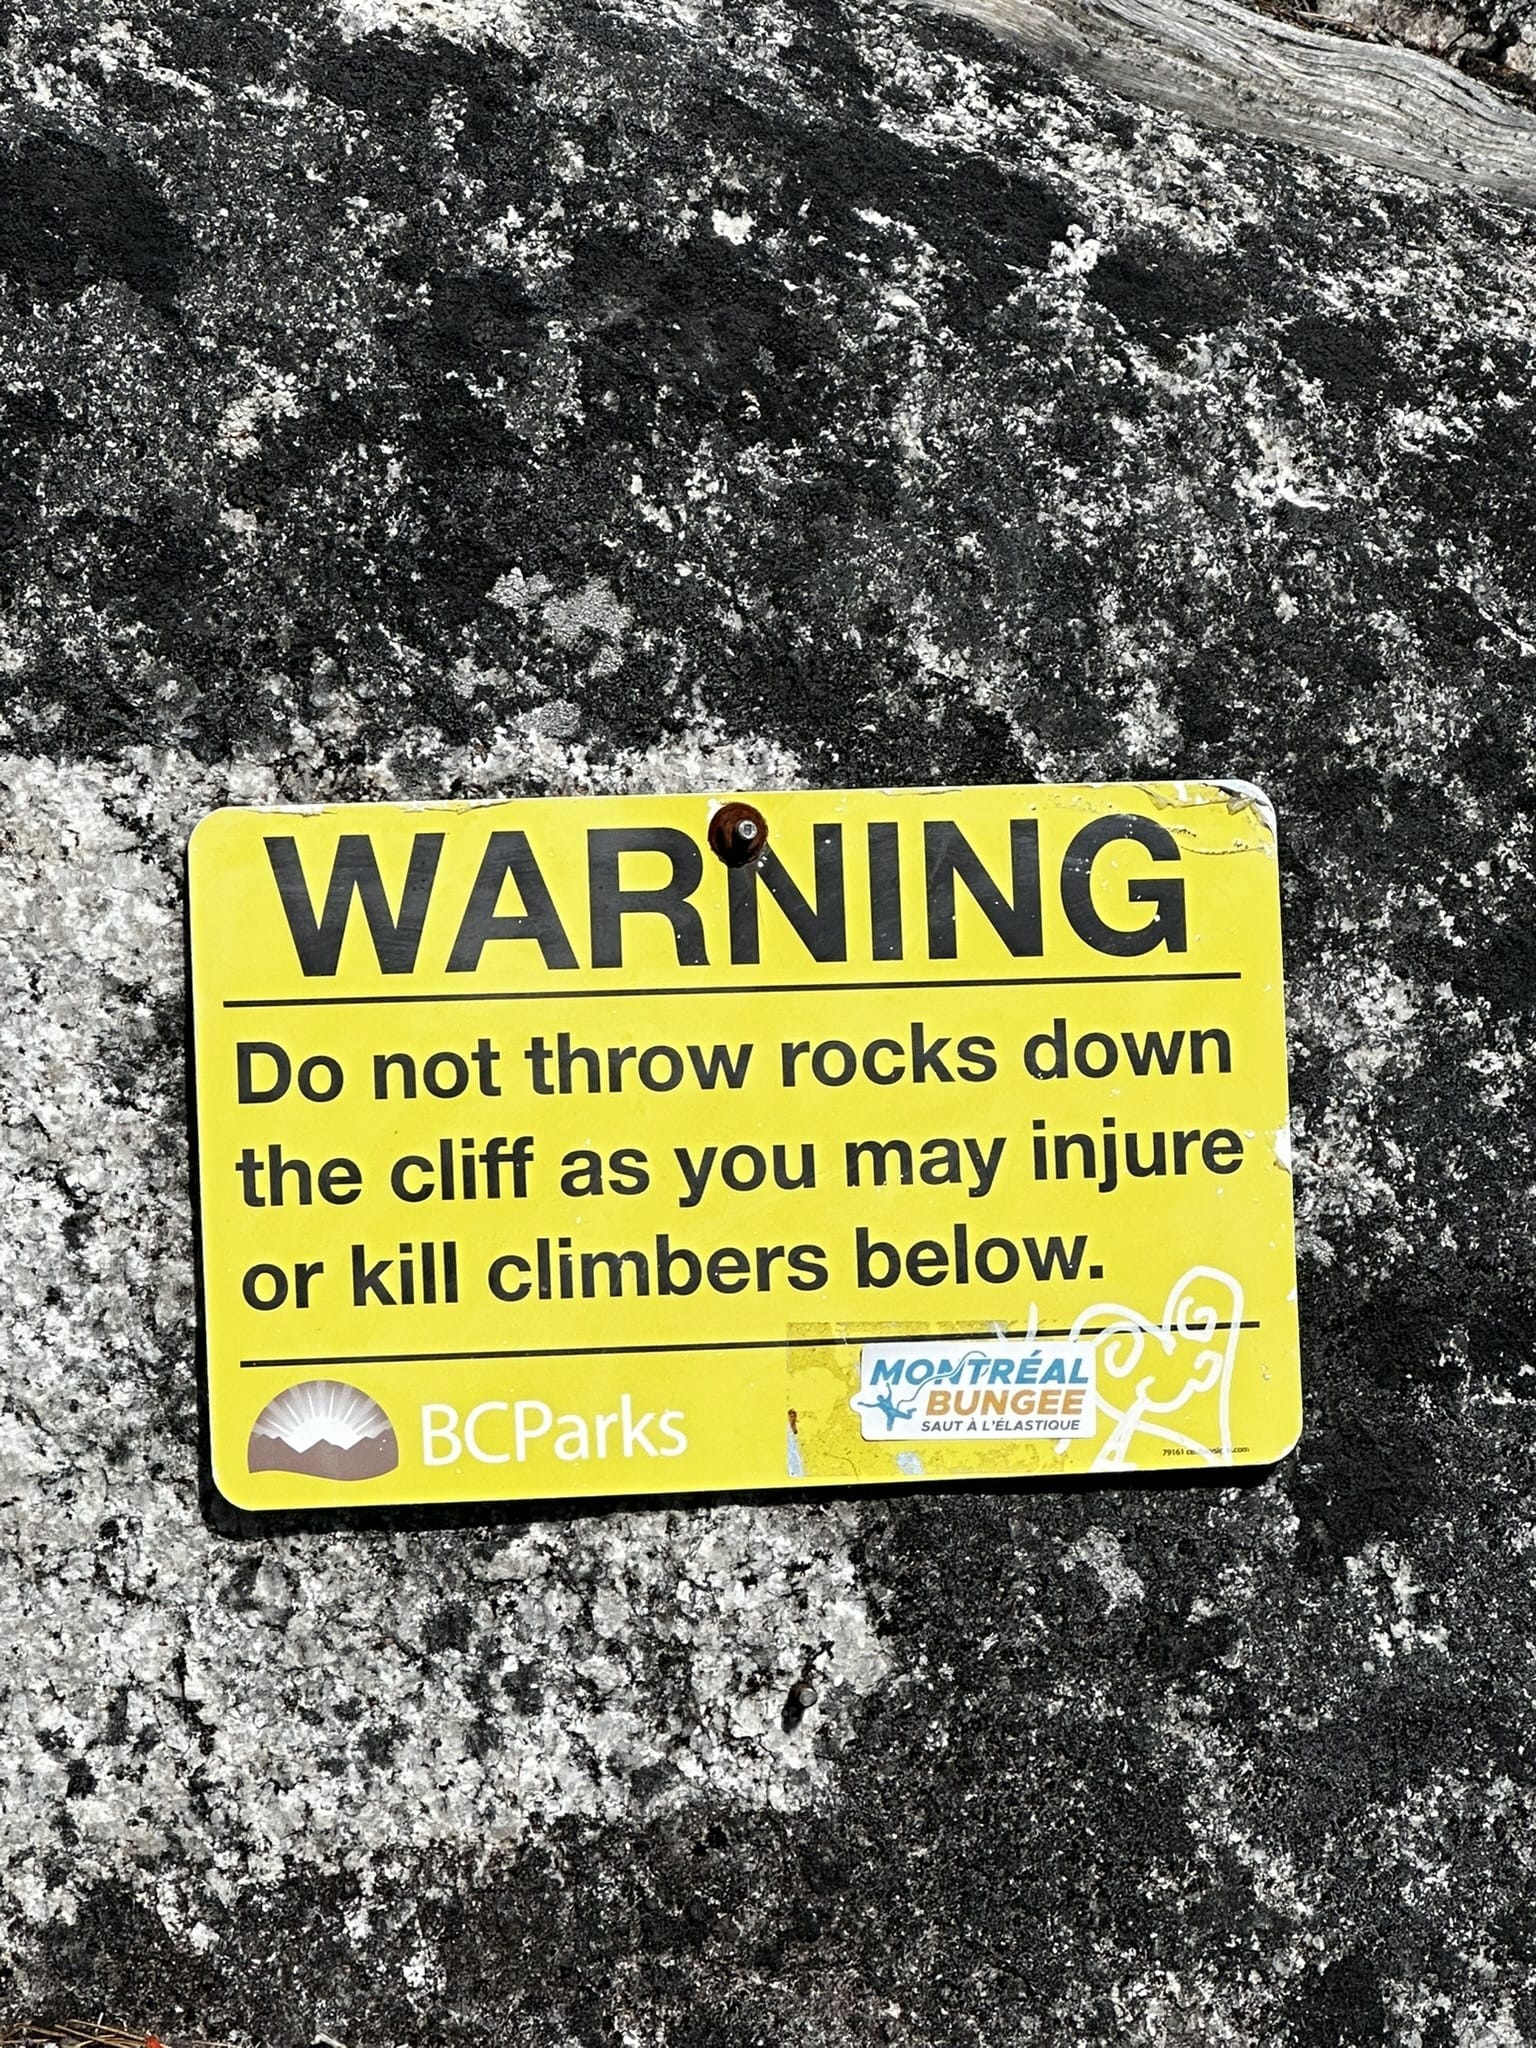 WARNING
Do not throw rocks down
the cliff as you may injure
or kill climbers below.
BCParks
MONTRÉAL
BUNGEE
SAUT À L'ÉLASTIQUE
79161